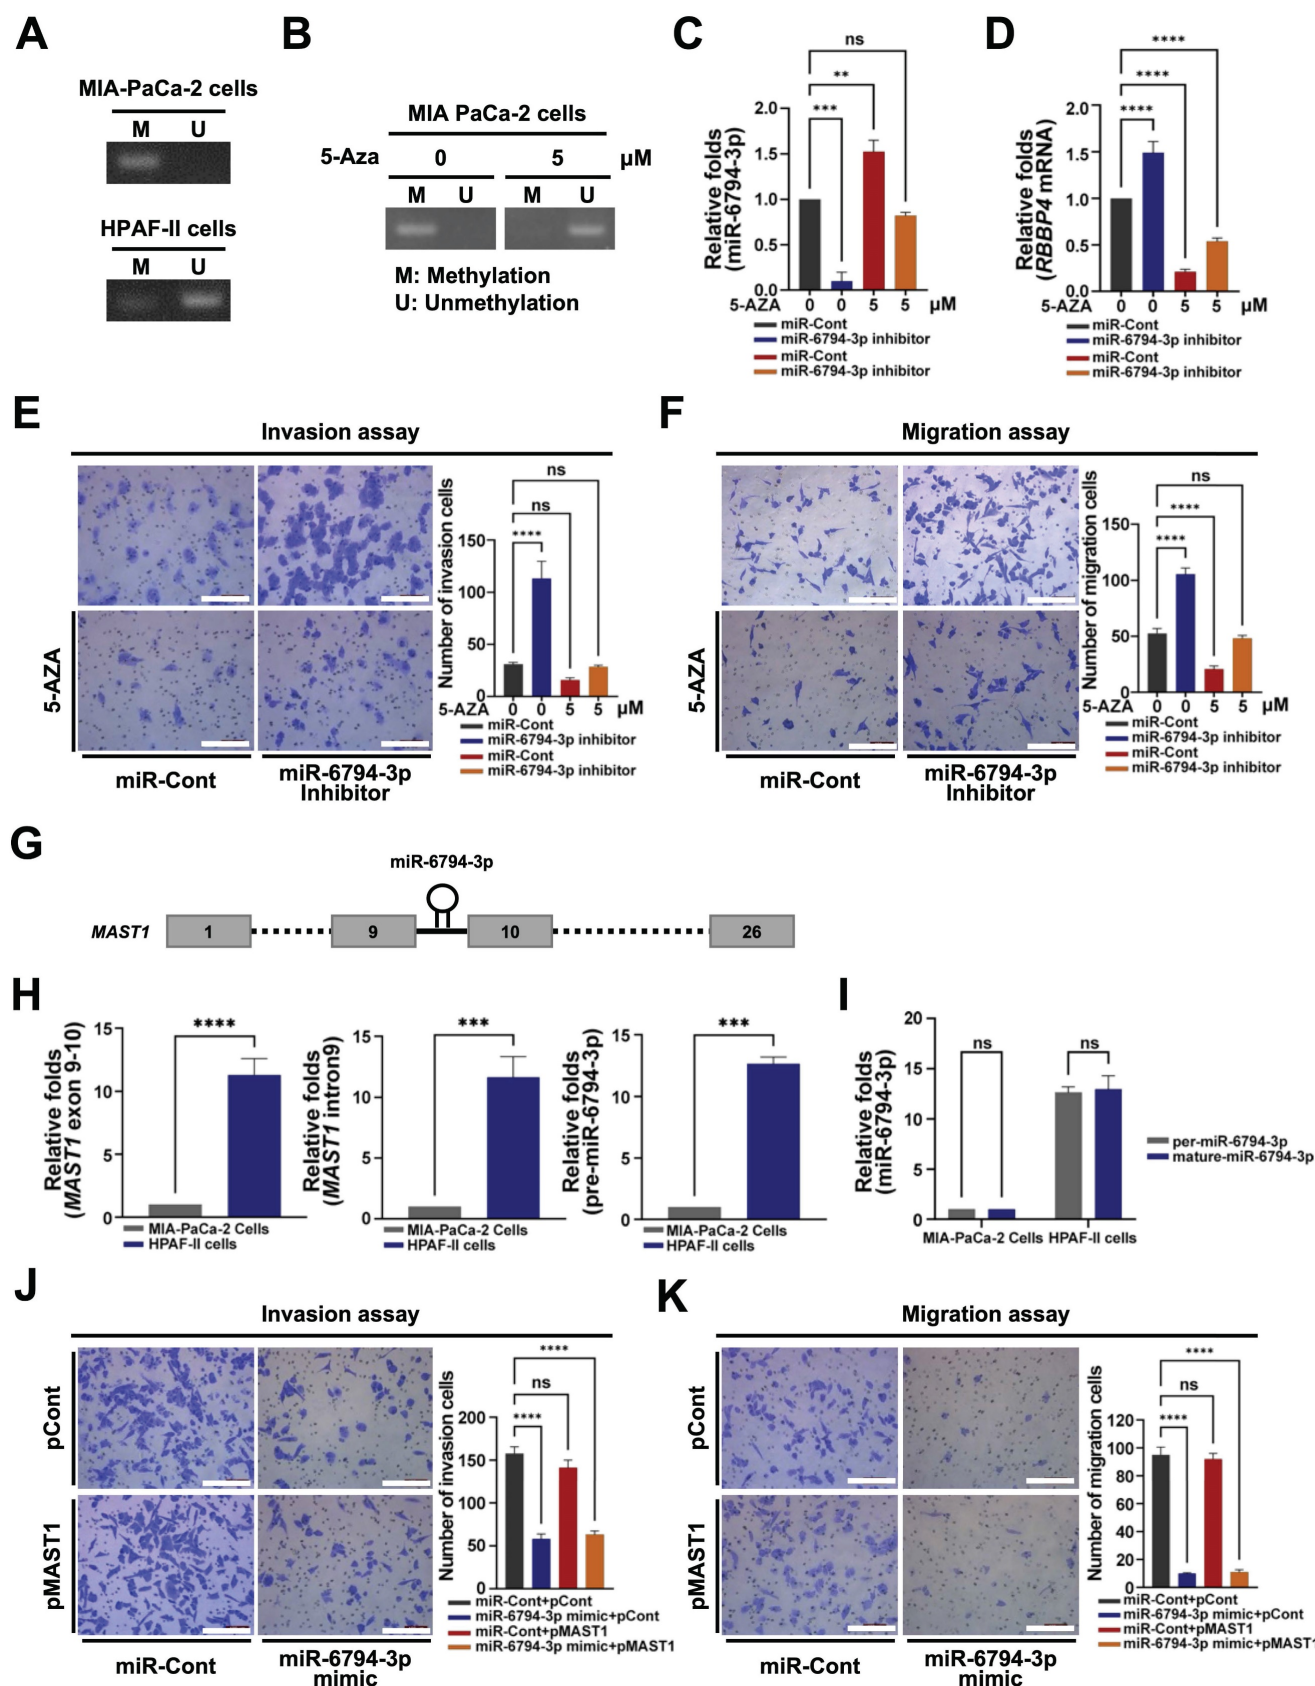 A
MIA-PaCa-2 cells
M U
HPAF-II cells
M U
B
MIA PaCa-2 cells
5-Aza 0 5 μM
M U M U
M: Methylation
U: Unmethylation
C
Relative folds
(miR-6794-3p)
2.0
1.5
1.0
0.5
0.0
ns
**
***
5-AZA 0 0 5 5 μM
miR-Cont
miR-6794-3p inhibitor
miR-Cont
miR-6794-3p inhibitor
D
Relative folds
(RBBP4 mRNA)
2.0
1.5
1.0
0.5
0.0
****
****
****
5-AZA 0 0 5 5 μM
miR-Cont
miR-6794-3p inhibitor
miR-Cont
miR-6794-3p inhibitor
E
Invasion assay
5-AZA
miR-Cont
miR-6794-3p
Inhibitor
Number of invasion cells
150
100
50
0
ns
ns
****
5-AZA 0 0 5 5 μM
miR-Cont
miR-6794-3p inhibitor
miR-Cont
miR-6794-3p inhibitor
F
Migration assay
5-AZA
miR-Cont
miR-6794-3p
Inhibitor
Number of migration cells
150
100
50
0
ns
****
****
5-AZA 0 0 5 5 μM
miR-Cont
miR-6794-3p inhibitor
miR-Cont
miR-6794-3p inhibitor
G
miR-6794-3p
MAST1 1 9 10 26
H
Relative folds
(MAST1 exon 9-10)
15
10
5
0
****
MIA-PaCa-2 Cells
HPAF-II cells
Relative folds
(MAST1 intron9)
15
10
5
0
***
MIA-PaCa-2 Cells
HPAF-II cells
Relative folds
(pre-miR-6794-3p)
15
10
5
0
***
MIA-PaCa-2 Cells
HPAF-II cells
I
Relative folds
(miR-6794-3p)
20
15
10
5
0
ns ns
MIA-PaCa-2 Cells HPAF-II cells
per-miR-6794-3p
mature-miR-6794-3p
J
Invasion assay
pCont
pMAST1
miR-Cont
miR-6794-3p
mimic
Number of invasion cells
200
150
100
50
0
****
ns
****
miR-Cont+pCont
miR-6794-3p mimic+pCont
miR-Cont+pMAST1
miR-6794-3p mimic+pMAST1
K
Migration assay
pCont
pMAST1
miR-Cont
miR-6794-3p
mimic
Number of migration cells
120
100
80
60
40
20
0
****
ns
****
miR-Cont+pCont
miR-6794-3p mimic+pCont
miR-Cont+pMAST1
miR-6794-3p mimic+pMAST1